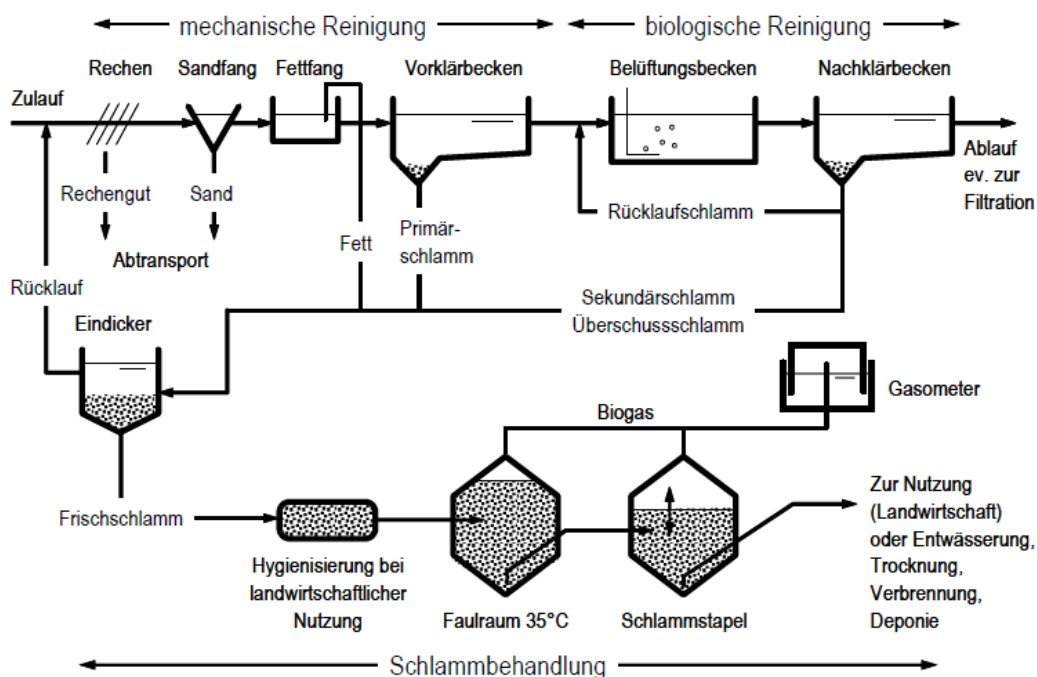 mechanische Reinigung
biologische Reinigung
Rechen
Sandfang
Fettfang
Vorklärbecken
Belüftungsbecken
Nachklärbecken
Zulauf
Ablauf
ev. zur
Filtration
Rechengut
Sand
Rücklaufschlamm
Fett
Primär-
schlamm
Abtransport
Rücklauf
Sekundärschlamm
Überschussschlamm
Eindicker
Gasometer
Biogas
Frischschlamm
Zur Nutzung
(Landwirtschaft)
oder Entwässerung,
Trocknung,
Verbrennung,
Deponie
Hygienisierung bei
landwirtschaftlicher
Nutzung
Faulraum 35°C
Schlammstapel
Schlammbehandlung